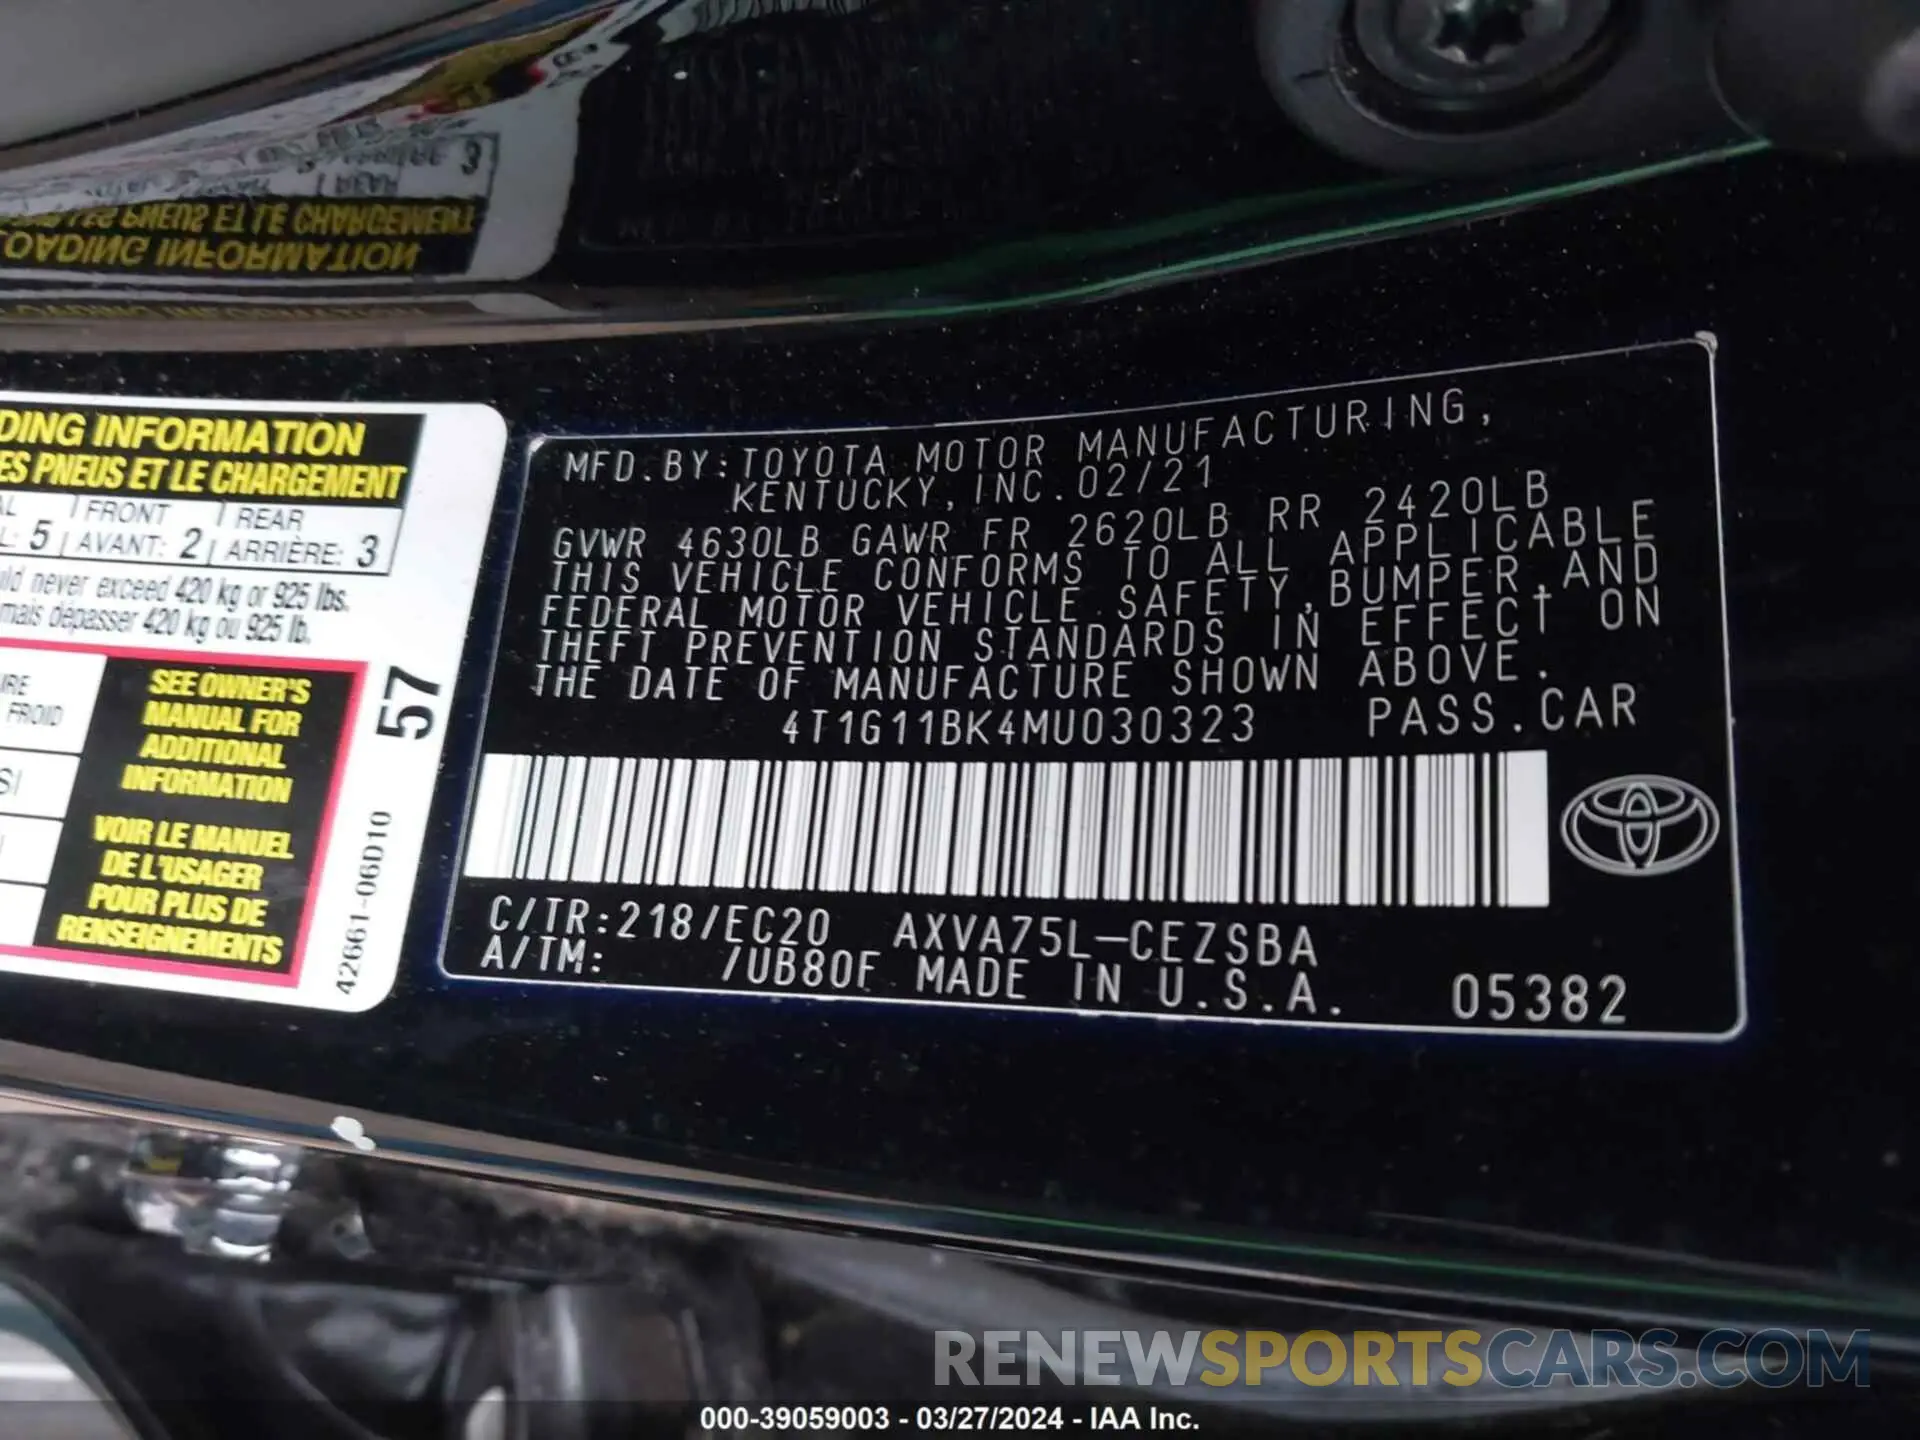 LOADING INFORMATION
DING INFORMATION
ES PNEUS ET LE CHARGEMENT
FRONT REAR
L: 5 AVANT: 2 ARRIÈRE: 3
uld never exceed 420 kg or 925 lbs.
mais dépasser 420 kg ou 925 lb.
FROID
SEE OWNER'S
MANUAL FOR
ADDITIONAL
INFORMATION
VOIR LE MANUEL
DE L'USAGER
POUR PLUS DE
RENSEIGNEMENTS
57
42661-06D10
MFD.BY:TOYOTA MOTOR MANUFACTURING,
KENTUCKY, INC.02/21
GVWR 4630LB GAWR FR 2620LB RR 2420LB
THIS VEHICLE CONFORMS TO ALL APPLICABLE
FEDERAL MOTOR VEHICLE SAFETY,BUMPER,AND
THEFT PREVENTION STANDARDS IN EFFECT ON
THE DATE OF MANUFACTURE SHOWN ABOVE.
4T1G11BK4MU030323 PASS.CAR
C/TR:218/EC20 AXVA75L-CEZSBA
A/TM: /UB80F MADE IN U.S.A. 05382
RENEWSPORTSCARS.COM
000-39059003 - 03/27/2024 - IAA Inc.